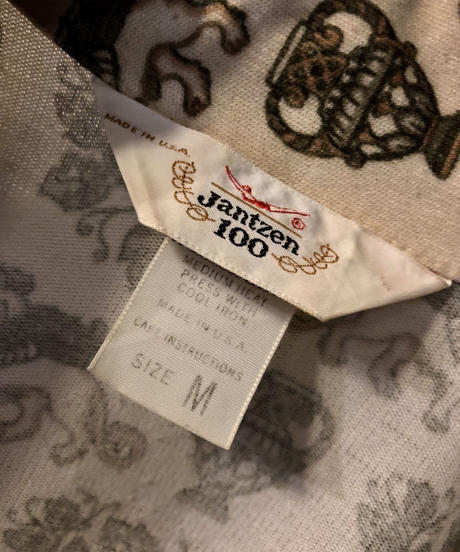 MADE IN U.S.A.
Jantzen
100
MEDIUM HEAT
PRESS WITH
COOL IRON
MADE IN U.S.A.
CARE INSTRUCTIONS
SIZE M